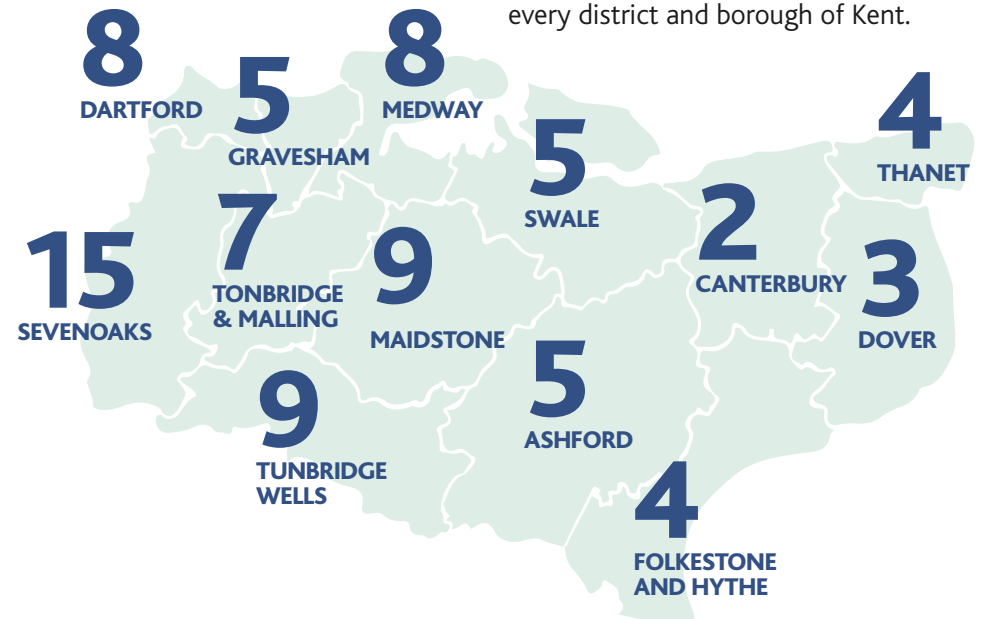 every district and borough of Kent.
8
DARTFORD
5
GRAVESHAM
8
MEDWAY
5
SWALE
4
THANET
15
SEVENOAKS
7
TONBRIDGE
& MALLING
9
MAIDSTONE
2
CANTERBURY
3
DOVER
9
TUNBRIDGE
WELLS
5
ASHFORD
4
FOLKESTONE
AND HYTHE